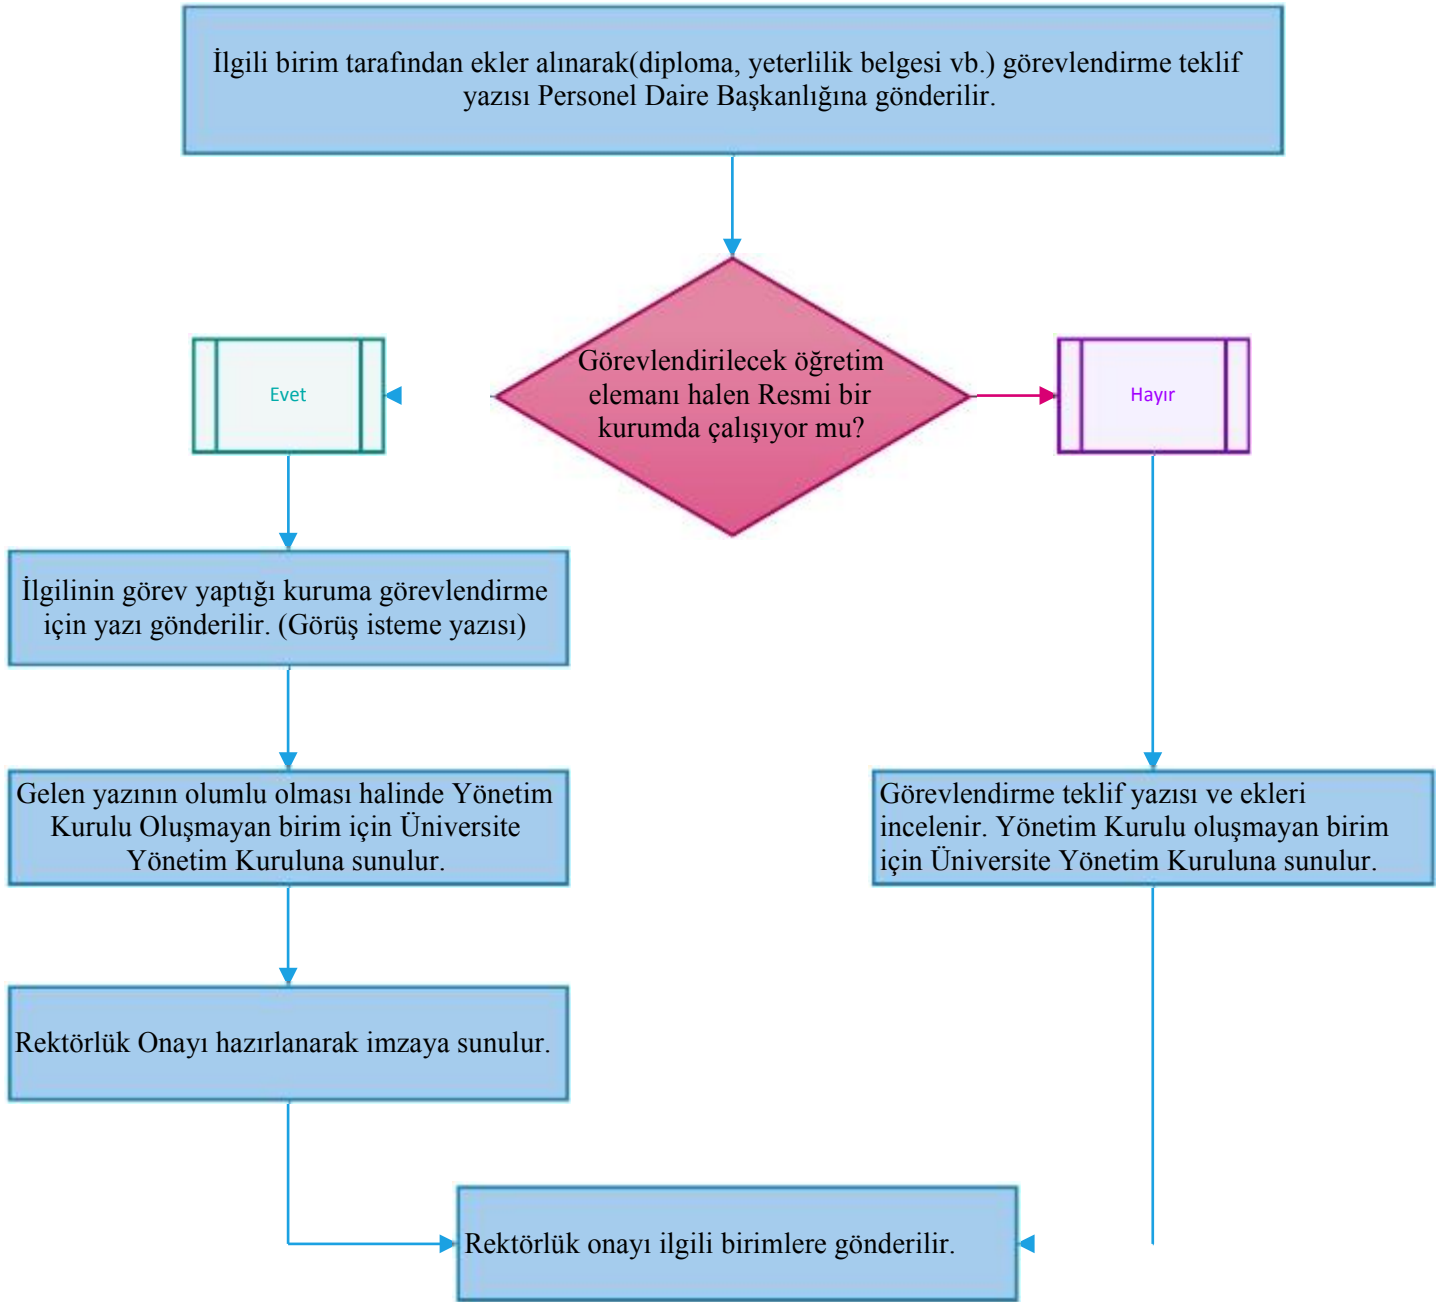 İlgili birim tarafından ekler alınarak(diploma, yeterlilik belgesi vb.) görevlendirme teklif
yazısı Personel Daire Başkanlığına gönderilir.
Görevlendirilecek öğretim
elemanı halen Resmi bir
kurumda çalışıyor mu?
Evet
Hayır
İlgilinin görev yaptığı kuruma görevlendirme
için yazı gönderilir. (Görüş isteme yazısı)
Gelen yazının olumlu olması halinde Yönetim
Kurulu Oluşmayan birim için Üniversite
Yönetim Kuruluna sunulur.
Görevlendirme teklif yazısı ve ekleri
incelenir. Yönetim Kurulu oluşmayan birim
için Üniversite Yönetim Kuruluna sunulur.
Rektörlük Onayı hazırlanarak imzaya sunulur.
Rektörlük onayı ilgili birimlere gönderilir.